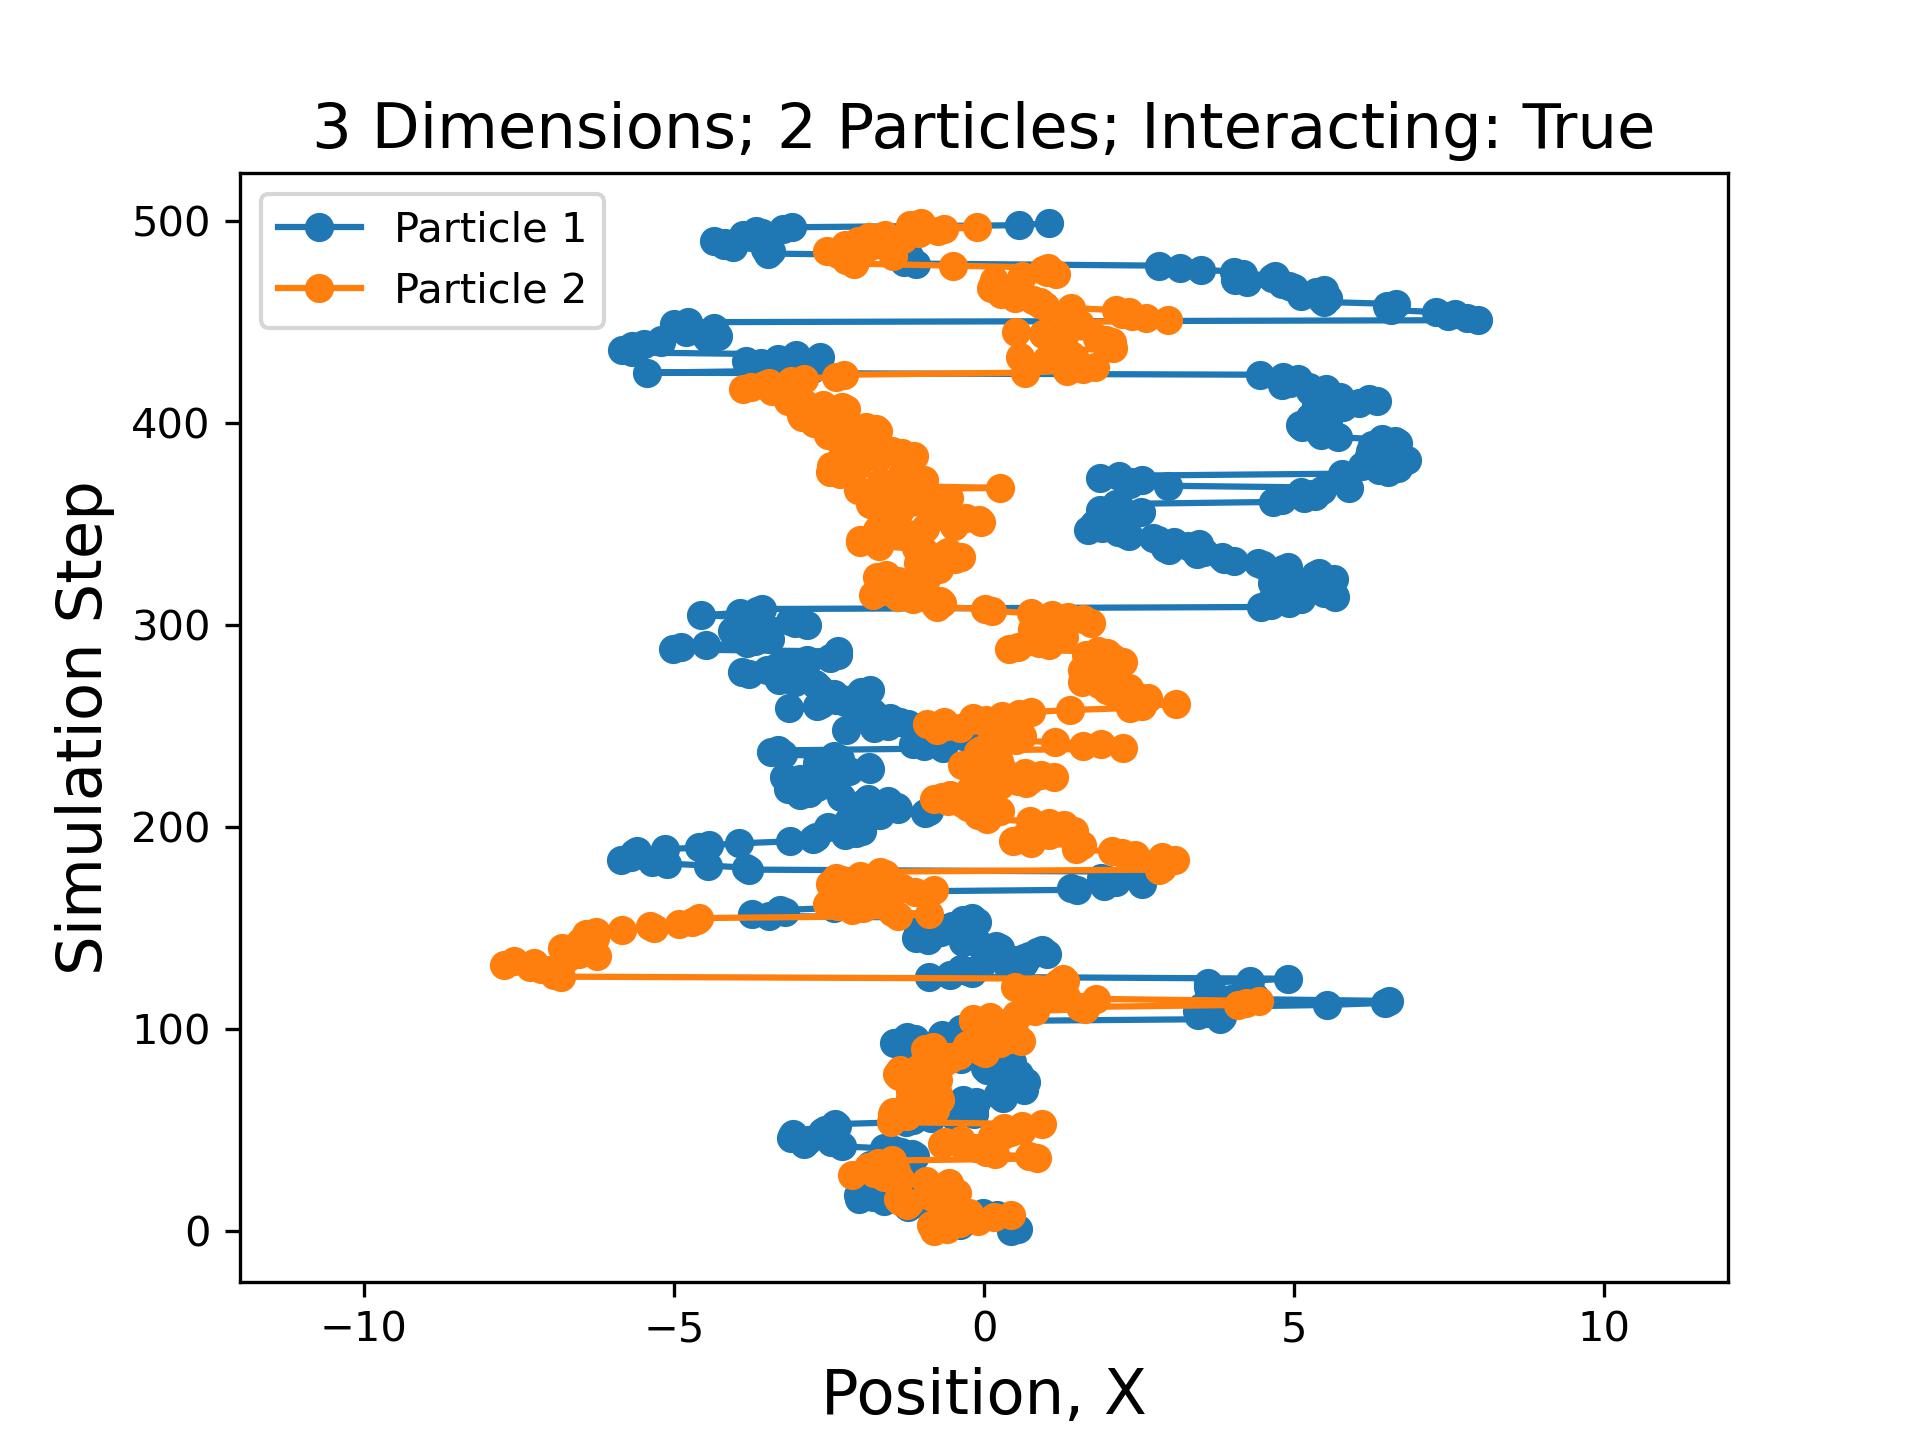 3 Dimensions; 2 Particles; Interacting: True
Particle 1
Particle 2
Simulation Step
500
400
300
200
100
0
−10
−5
0
5
10
Position, X